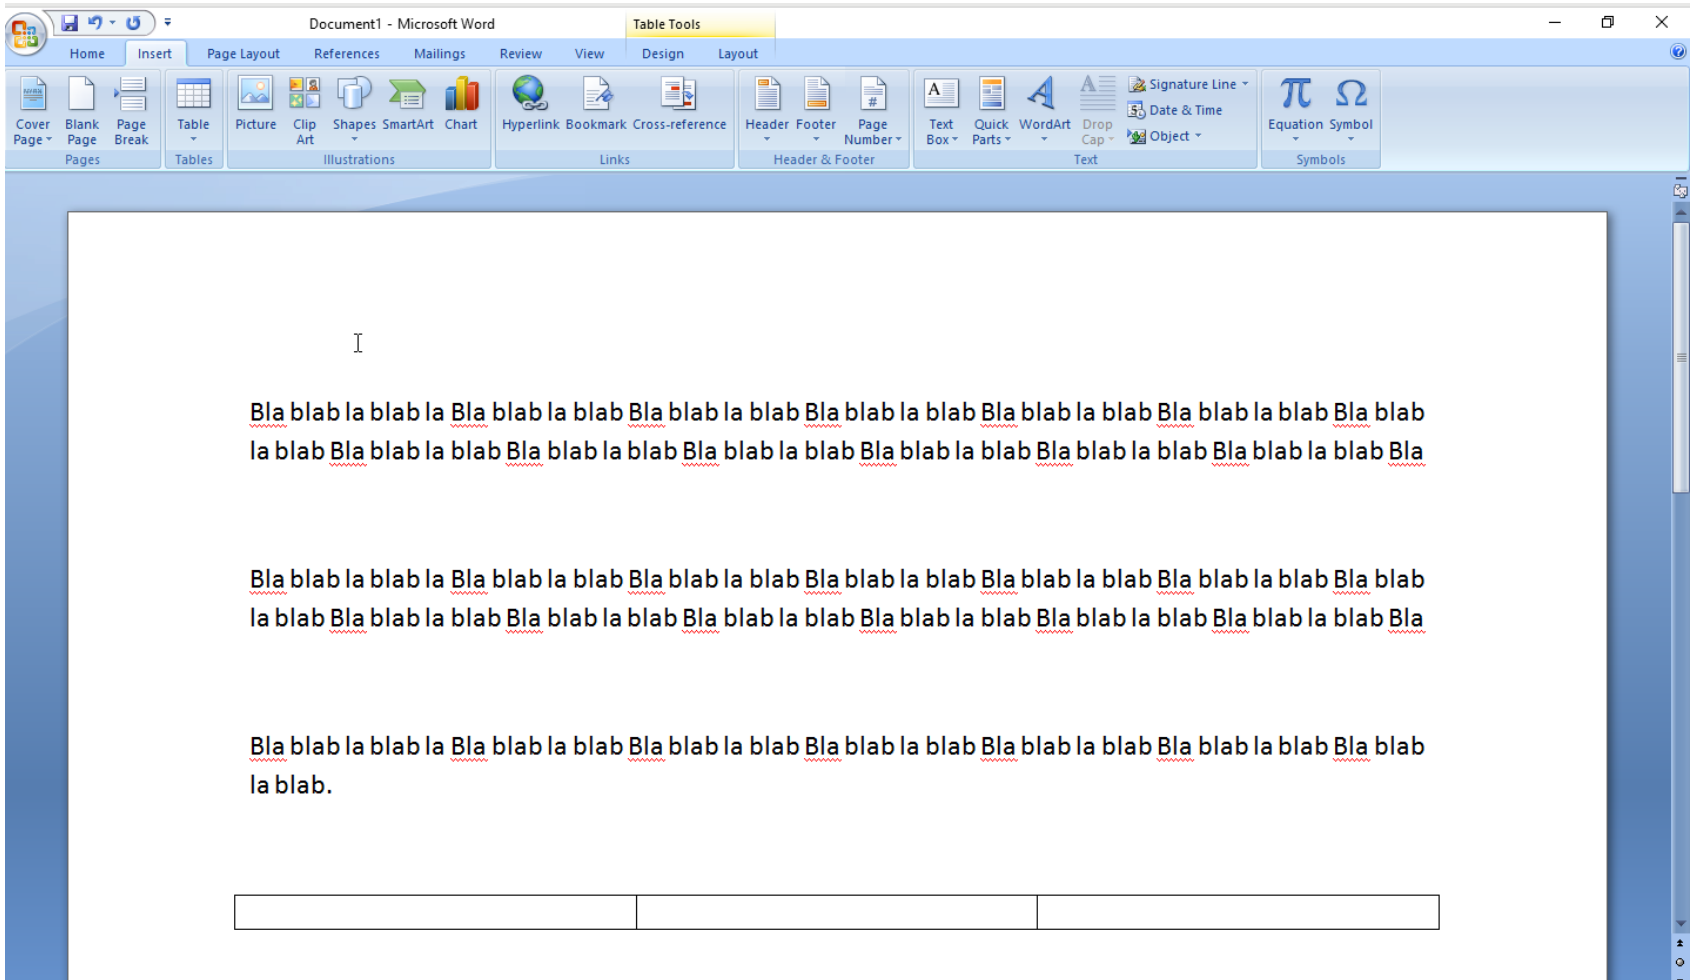 Document1 - Microsoft Word
Table Tools
Home Insert Page Layout References Mailings Review View Design Layout
Cover Page
Blank Page
Page Break
Table
Picture
Clip Art
Shapes
SmartArt
Chart
Hyperlink
Bookmark
Cross-reference
Header
Footer
Page Number
Text Box
Quick Parts
WordArt
Drop Cap
Signature Line
Date & Time
Object
Equation
Symbol
Pages
Tables
Illustrations
Links
Header & Footer
Text
Symbols
Bla blab la blab la Bla blab la blab Bla blab la blab Bla blab la blab Bla blab la blab Bla blab la blab Bla blab
la blab Bla blab la blab Bla blab la blab Bla blab la blab Bla blab la blab Bla blab la blab Bla blab la blab Bla
Bla blab la blab la Bla blab la blab Bla blab la blab Bla blab la blab Bla blab la blab Bla blab la blab Bla blab
la blab Bla blab la blab Bla blab la blab Bla blab la blab Bla blab la blab Bla blab la blab Bla blab la blab Bla
Bla blab la blab la Bla blab la blab Bla blab la blab Bla blab la blab Bla blab la blab Bla blab la blab Bla blab
la blab.